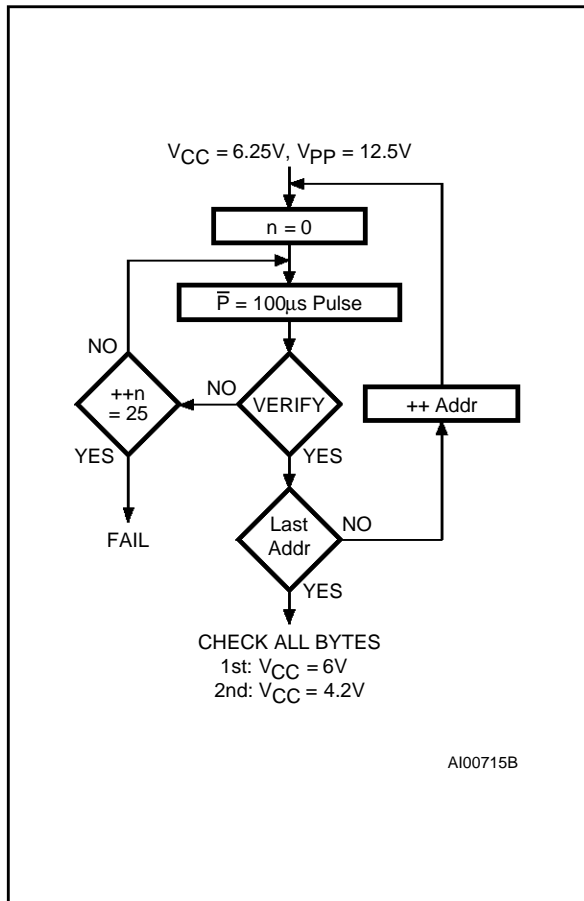 VCC = 6.25V, VPP = 12.5V
n = 0
P̅ = 100µs Pulse
NO
++n
= 25
NO
VERIFY
++ Addr
YES
YES
FAIL
Last
Addr
NO
YES
CHECK ALL BYTES
1st: VCC = 6V
2nd: VCC = 4.2V
AI00715B